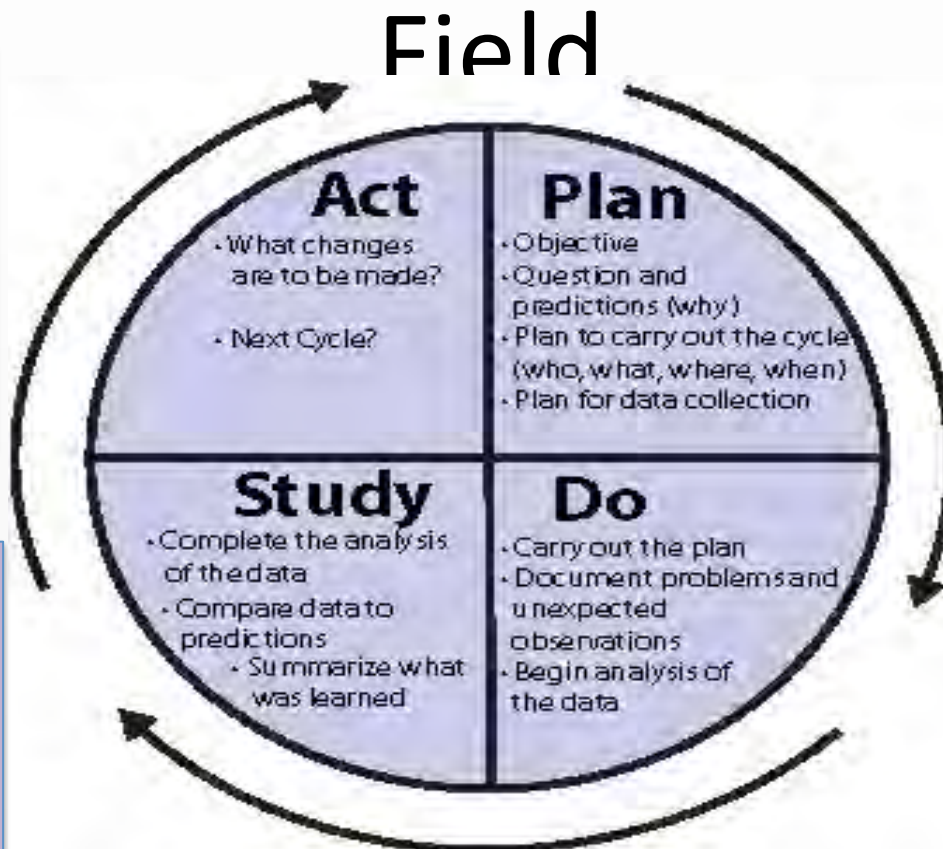 Field
Act
• What changes
are to be made?
• Next Cycle?
Plan
• Objective
• Question and
predictions (why)
• Plan to carry out the cycle
(who, what, where, when)
• Plan for data collection
Study
• Complete the analysis
of the data
• Compare data to
predictions
• Summarize what
was learned
Do
• Carry out the plan
• Document problems and
unexpected
observations
• Begin analysis of
the data